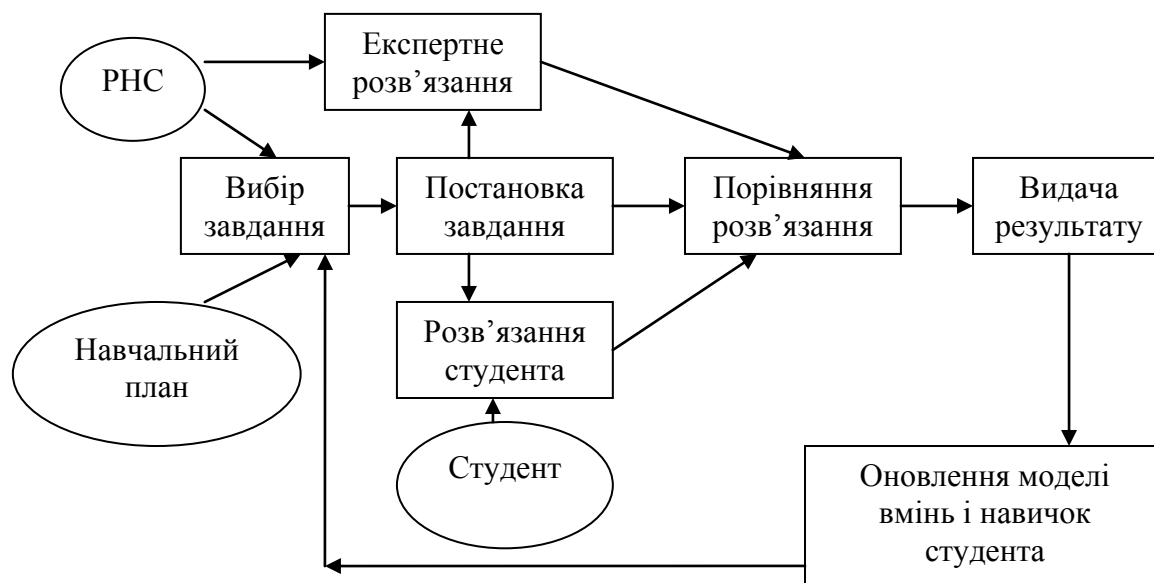 Експертне
розв’язання
РНС
Вибір
завдання
Постановка
завдання
Порівняння
розв’язання
Видача
результату
Навчальний
план
Розв’язання
студента
Студент
Оновлення моделі
вмінь і навичок
студента